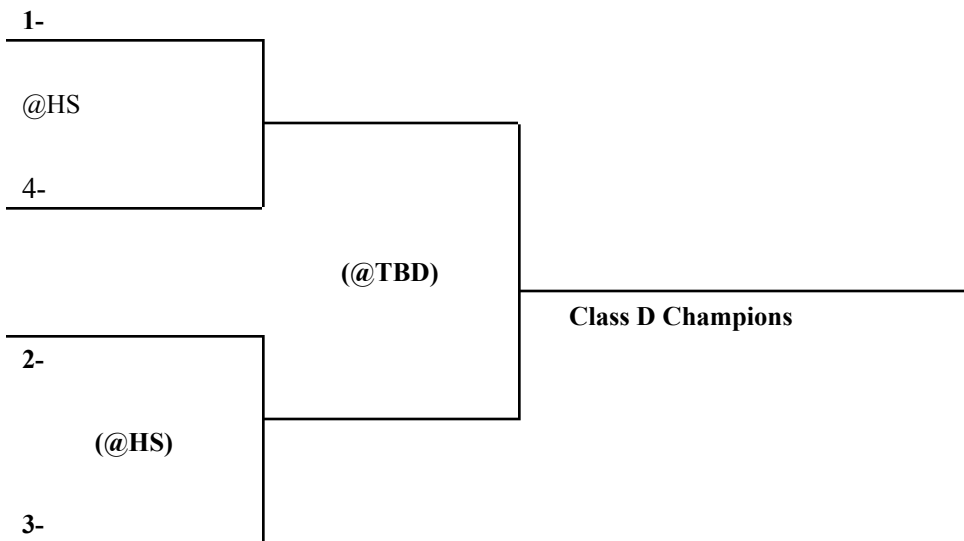 1-
@HS
4-
(@TBD)
Class D Champions
2-
(@HS)
3-